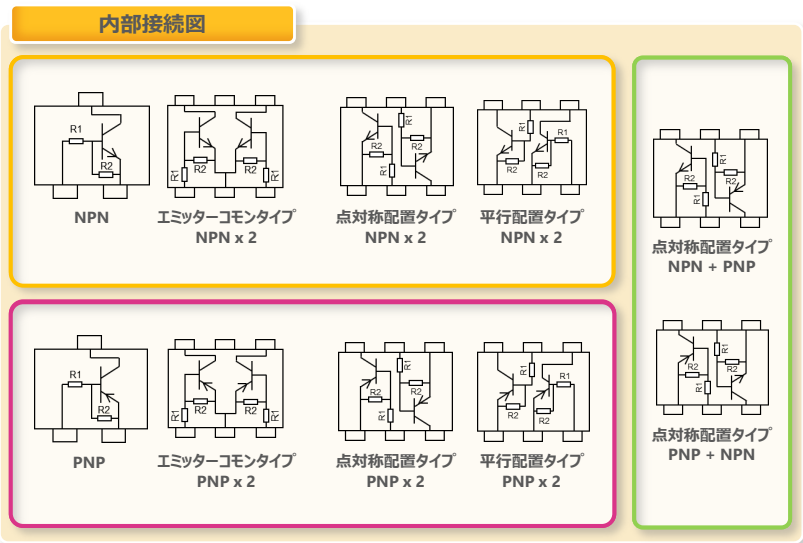 内部接続図
R1
R2
NPN
R1
R2
R2
R1
エミッターコモンタイプ
NPN x 2
R1
R2
R2
R1
点対称配置タイプ
NPN x 2
R1
R1
R2
R2
平行配置タイプ
NPN x 2
R1
R2
PNP
R1
R2
R2
R1
エミッターコモンタイプ
PNP x 2
R1
R2
R2
R1
点対称配置タイプ
PNP x 2
R1
R1
R2
R2
平行配置タイプ
PNP x 2
R1
R2
R2
R1
点対称配置タイプ
NPN + PNP
R1
R2
R2
R1
点対称配置タイプ
PNP + NPN